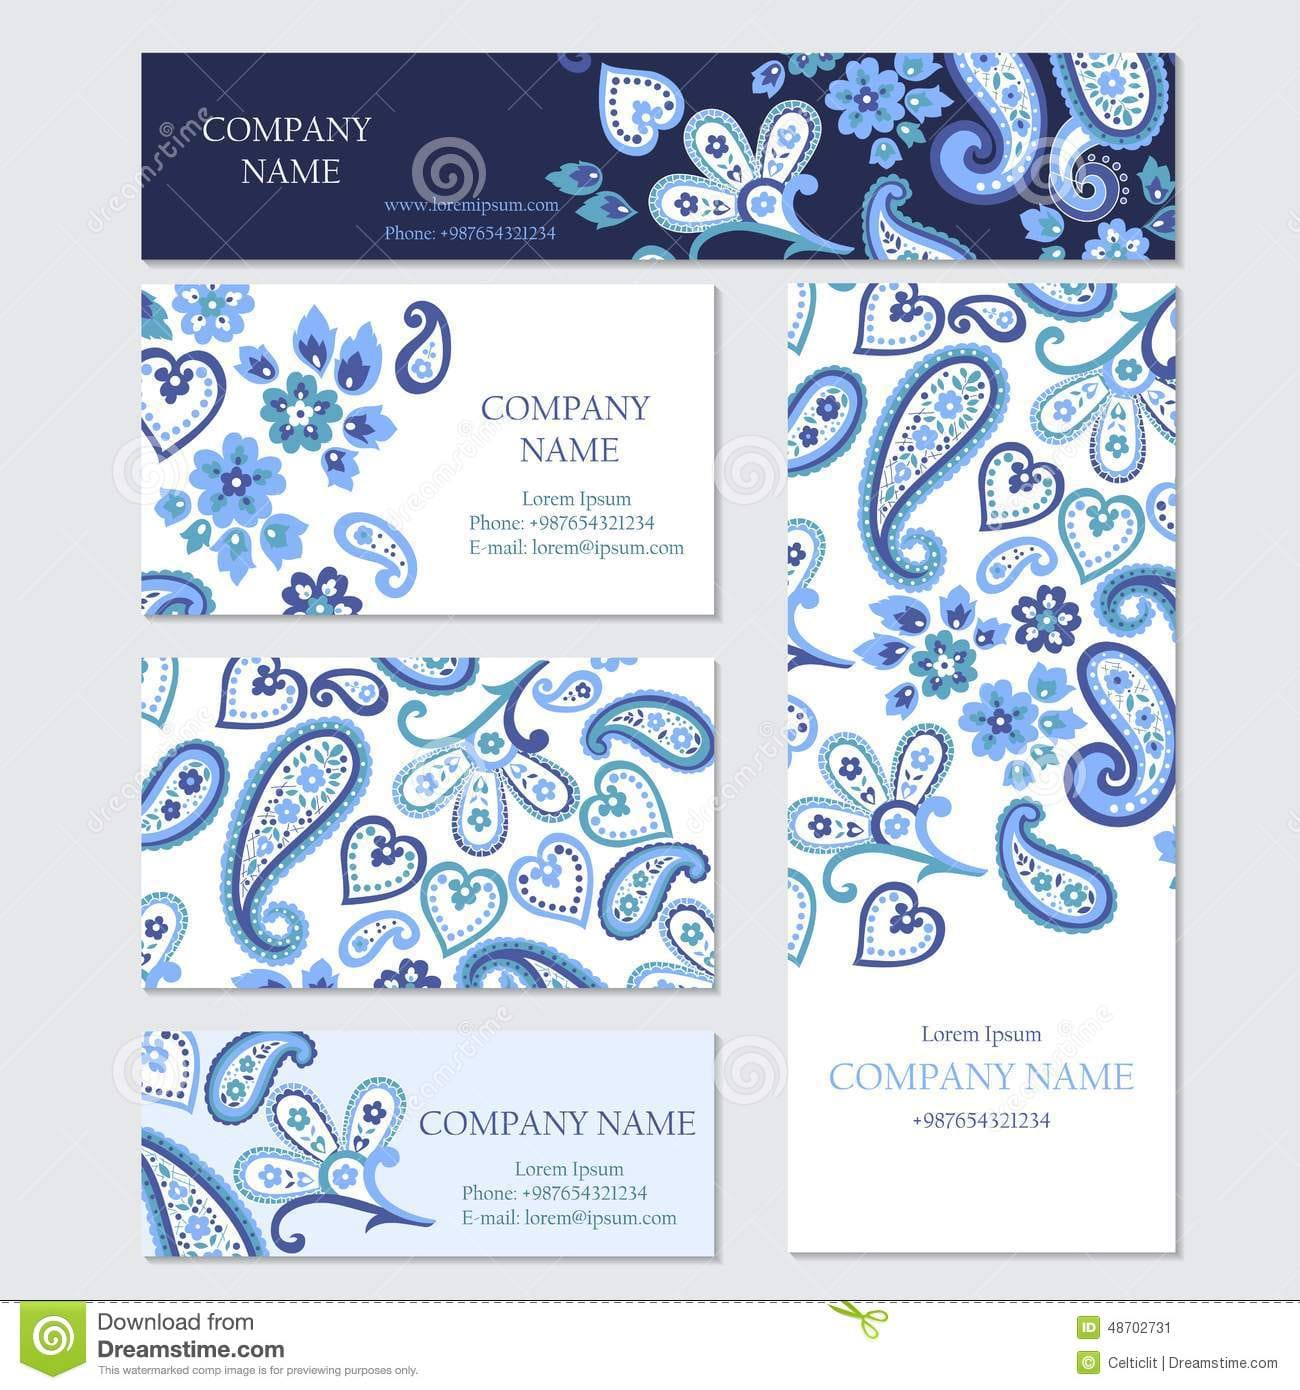 COMPANY
NAME
www.loremipsum.com
Phone: +987654321234
COMPANY
NAME
Lorem Ipsum
Phone: +987654321234
E-mail: lorem@ipsum.com
COMPANY NAME
Lorem Ipsum
Phone: +987654321234
E-mail: lorem@ipsum.com
Lorem Ipsum
COMPANY NAME
+987654321234
Download from
Dreamstime.com
This watermarked comp image is for previewing purposes only.
ID 48702731
© Celticlit | Dreamstime.com